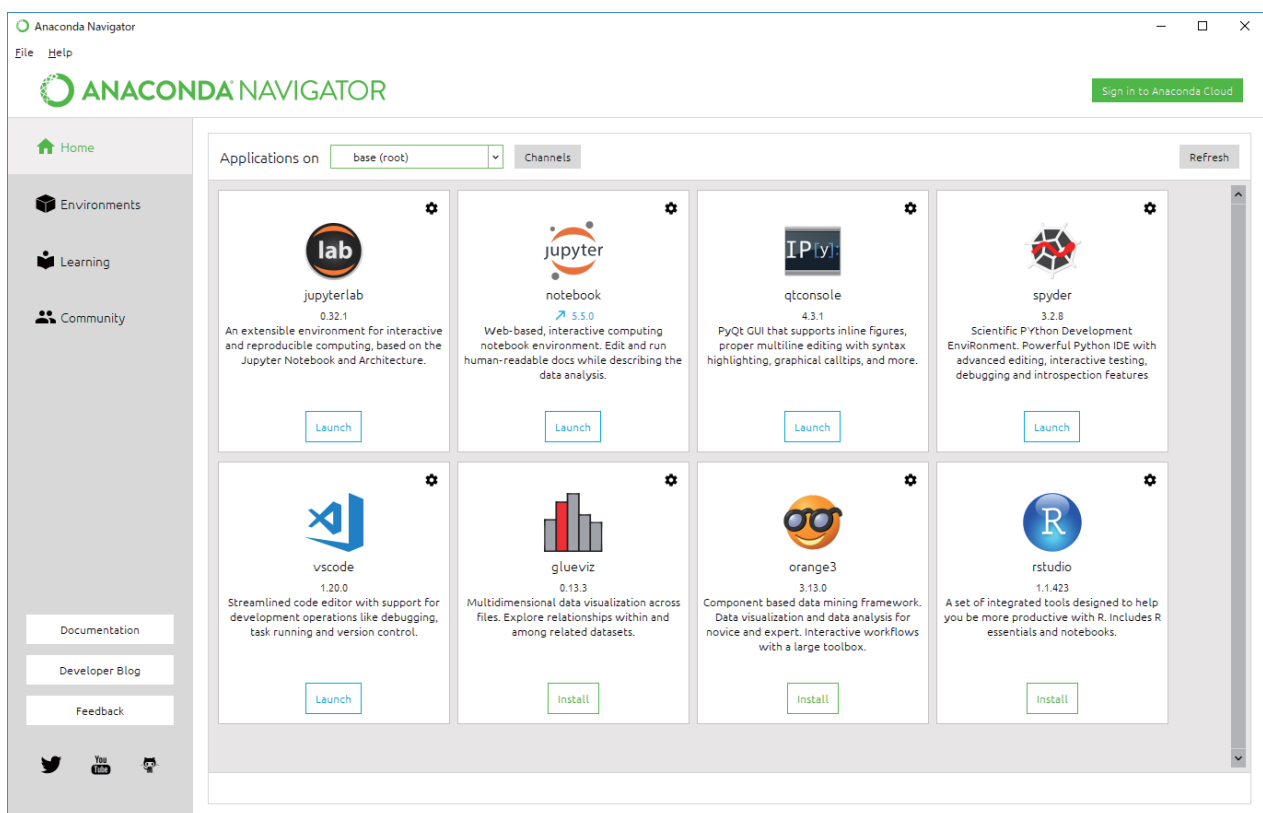 Anaconda Navigator
File Help
ANACONDA NAVIGATOR
Sign in to Anaconda Cloud
Home
Environments
Learning
Community
Documentation
Developer Blog
Feedback
You
Tube
Applications on
base (root)
Channels
Refresh
lab
jupyterlab
0.32.1
An extensible environment for interactive
and reproducible computing, based on the
Jupyter Notebook and Architecture.
Launch
jupyter
notebook
5.5.0
Web-based, interactive computing
notebook environment. Edit and run
human-readable docs while describing the
data analysis.
Launch
IP[y]:
qtconsole
4.3.1
PyQt GUI that supports inline figures,
proper multiline editing with syntax
highlighting, graphical calltips, and more.
Launch
spyder
3.2.8
Scientific PYthon Development
EnviRonment. Powerful Python IDE with
advanced editing, interactive testing,
debugging and introspection features
Launch
vscode
1.20.0
Streamlined code editor with support for
development operations like debugging,
task running and version control.
Launch
glueviz
0.13.3
Multidimensional data visualization across
files. Explore relationships within and
among related datasets.
Install
orange3
3.13.0
Component based data mining framework.
Data visualization and data analysis for
novice and expert. Interactive workflows
with a large toolbox.
Install
R
rstudio
1.1.423
A set of integrated tools designed to help
you be more productive with R. Includes R
essentials and notebooks.
Install